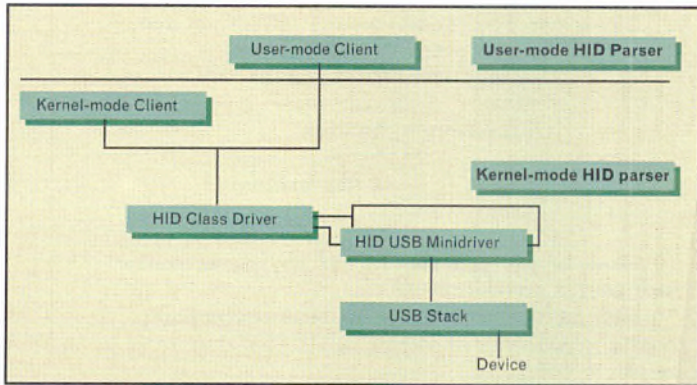 User-mode Client
User-mode HID Parser
Kernel-mode Client
Kernel-mode HID parser
HID Class Driver
HID USB Minidriver
USB Stack
Device